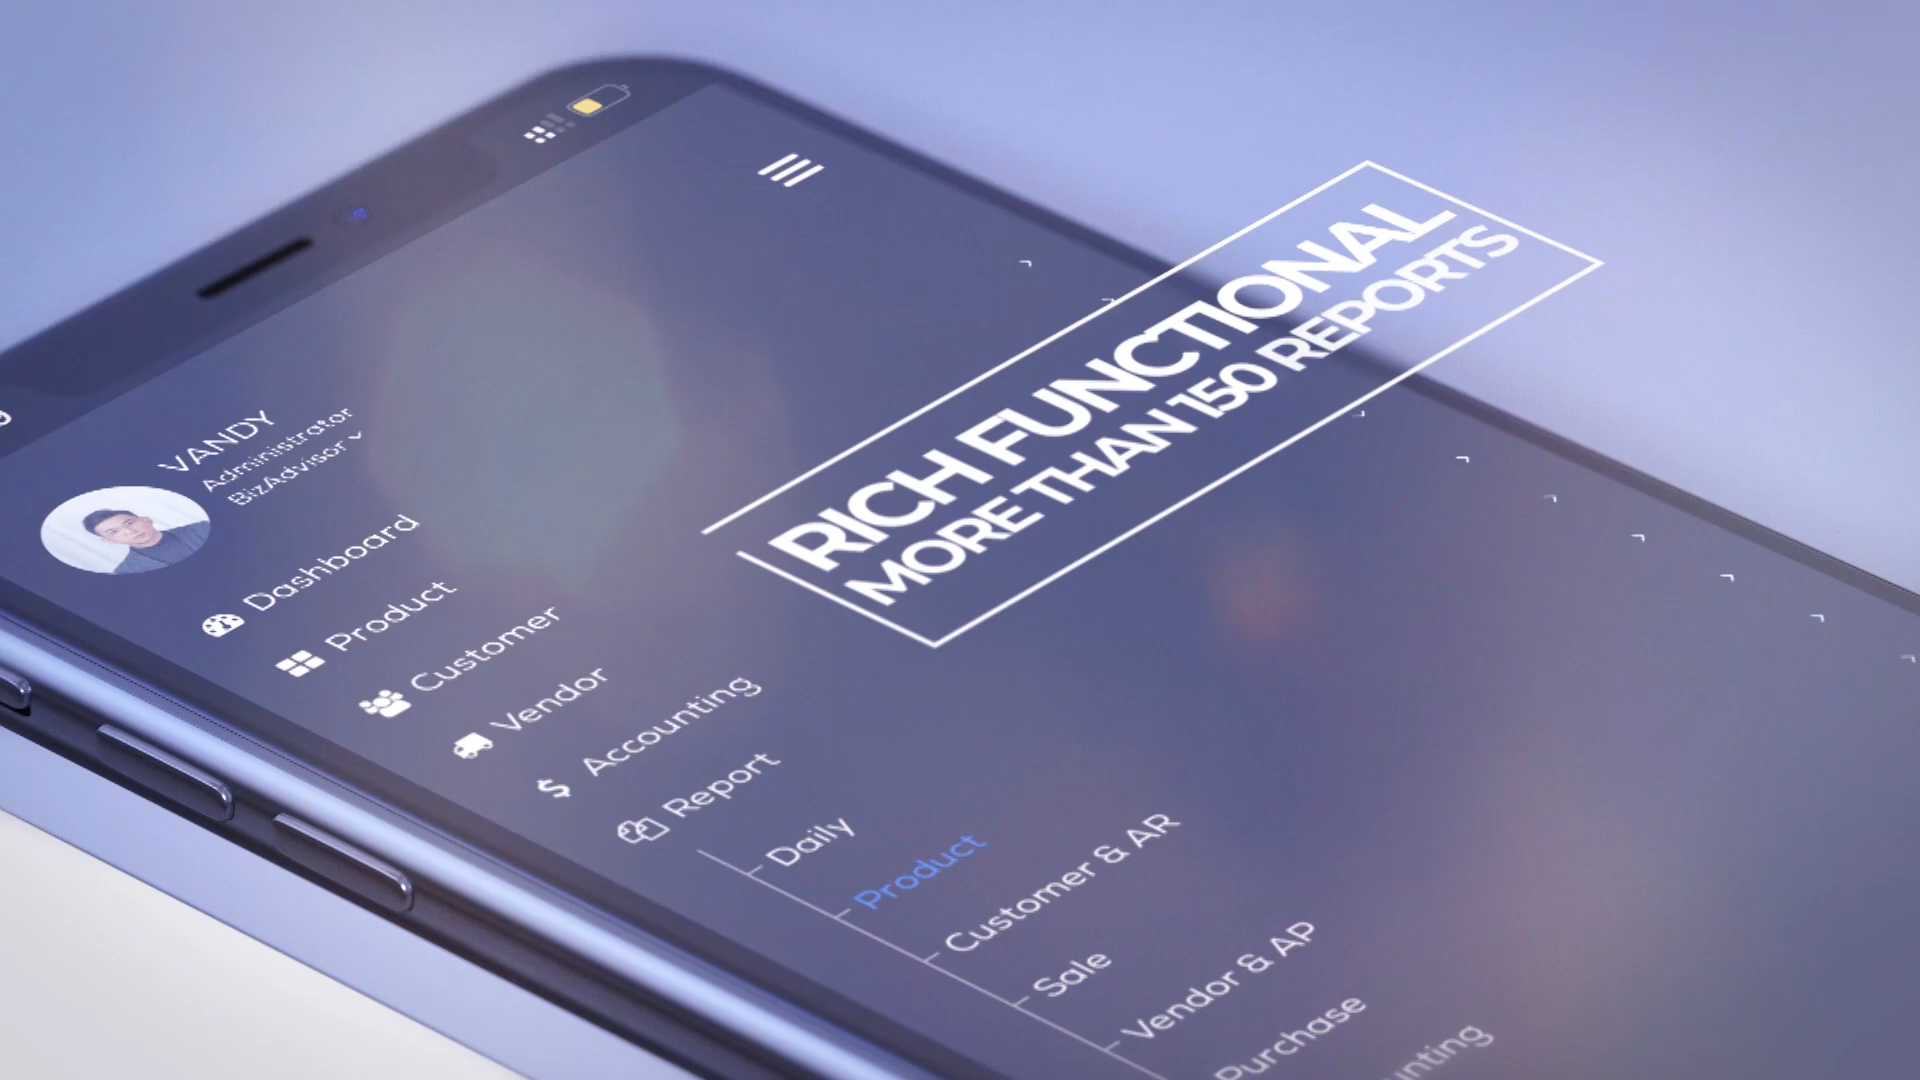 RICH FUNCTIONAL
MORE THAN 150 REPORTS
VANDY
Administrator
BizAdvisor
Dashboard
Product
Customer
Vendor
$ Accounting
Report
Daily
Product
Customer & AR
Sale
Vendor & AP
Purchase